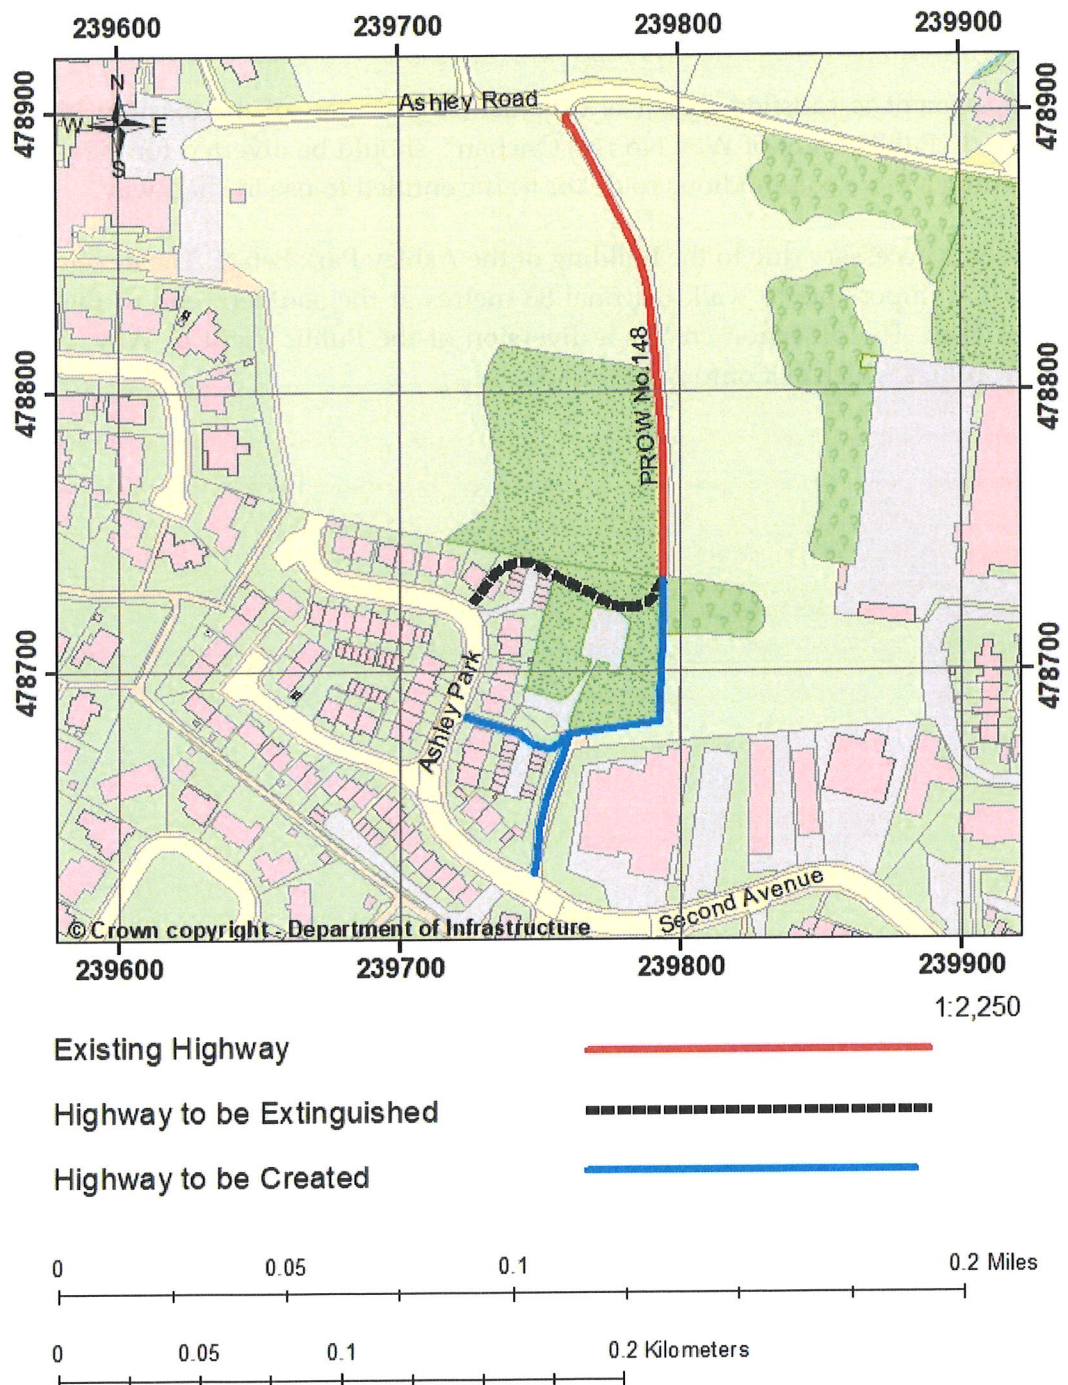 239600 239700 239800 239900
478900 478900
N
W E
S
Ashley Road
PROW No.148
478800 478800
478700 478700
Ashley Park
Second Avenue
© Crown copyright - Department of Infrastructure
239600 239700 239800 239900
1:2,250
Existing Highway
Highway to be Extinguished
Highway to be Created
0 0.05 0.1 0.2 Miles
0 0.05 0.1 0.2 Kilometers